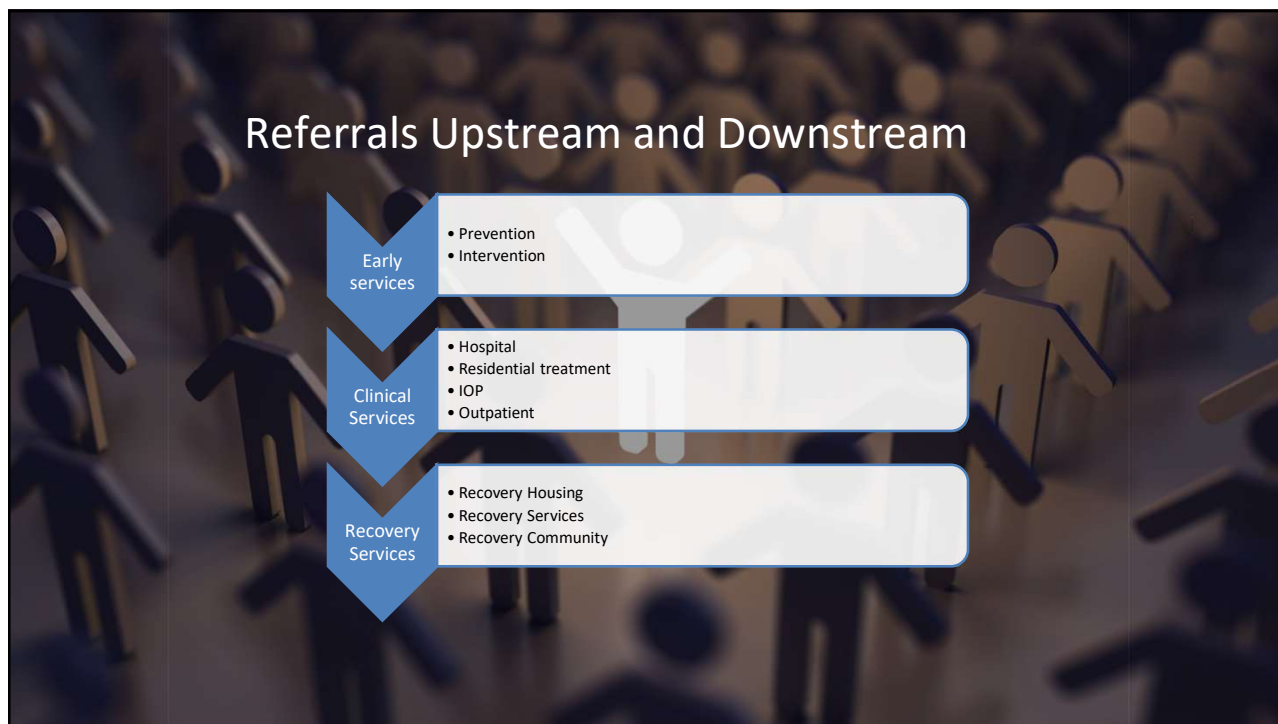 Referrals Upstream and Downstream
Early
services
• Prevention
• Intervention
Clinical
Services
• Hospital
• Residential treatment
• IOP
• Outpatient
Recovery
Services
• Recovery Housing
• Recovery Services
• Recovery Community